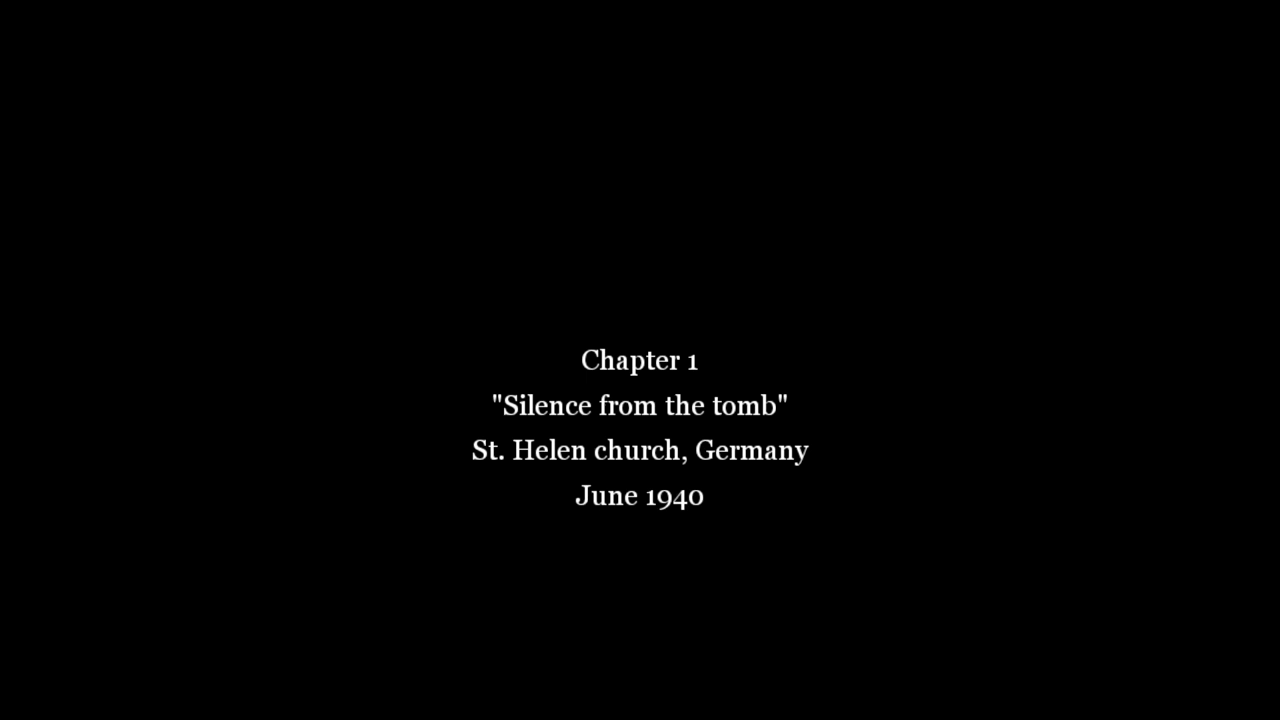 Chapter 1
"Silence from the tomb"
St. Helen church, Germany
June 1940